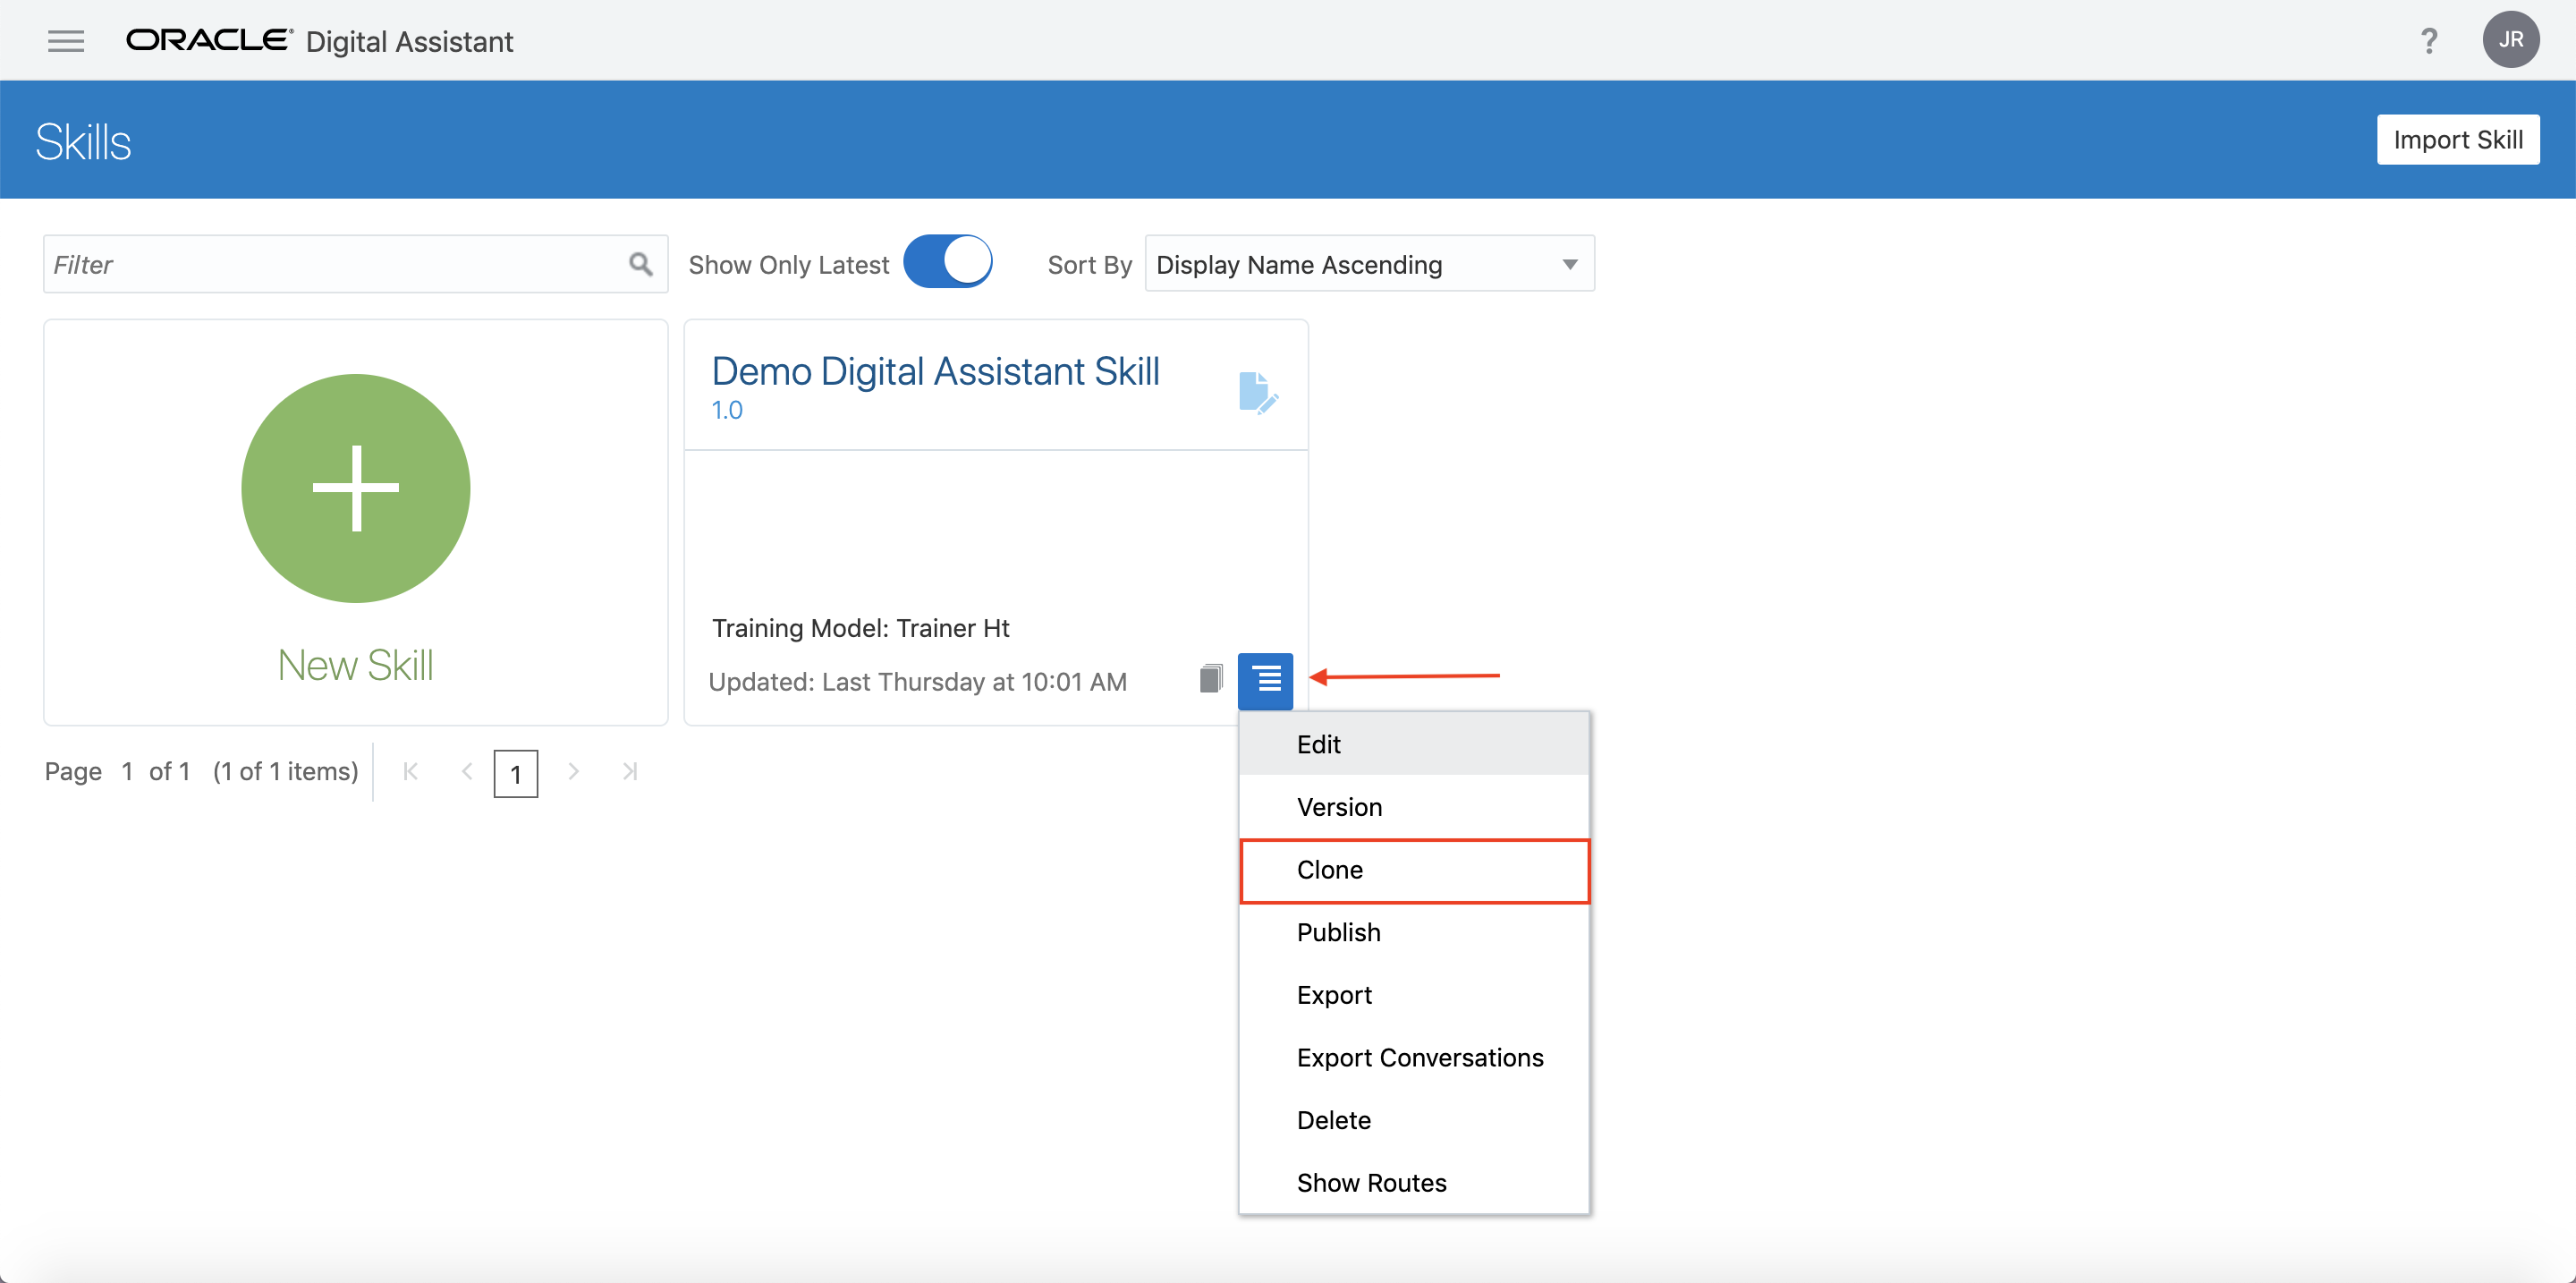 ORACLE® Digital Assistant
?
JR
Skills
Import Skill
Filter
Show Only Latest
Sort By
Display Name Ascending
Demo Digital Assistant Skill
1.0
New Skill
Training Model: Trainer Ht
Updated: Last Thursday at 10:01 AM
Page 1 of 1 (1 of 1 items)
1
Edit
Version
Clone
Publish
Export
Export Conversations
Delete
Show Routes